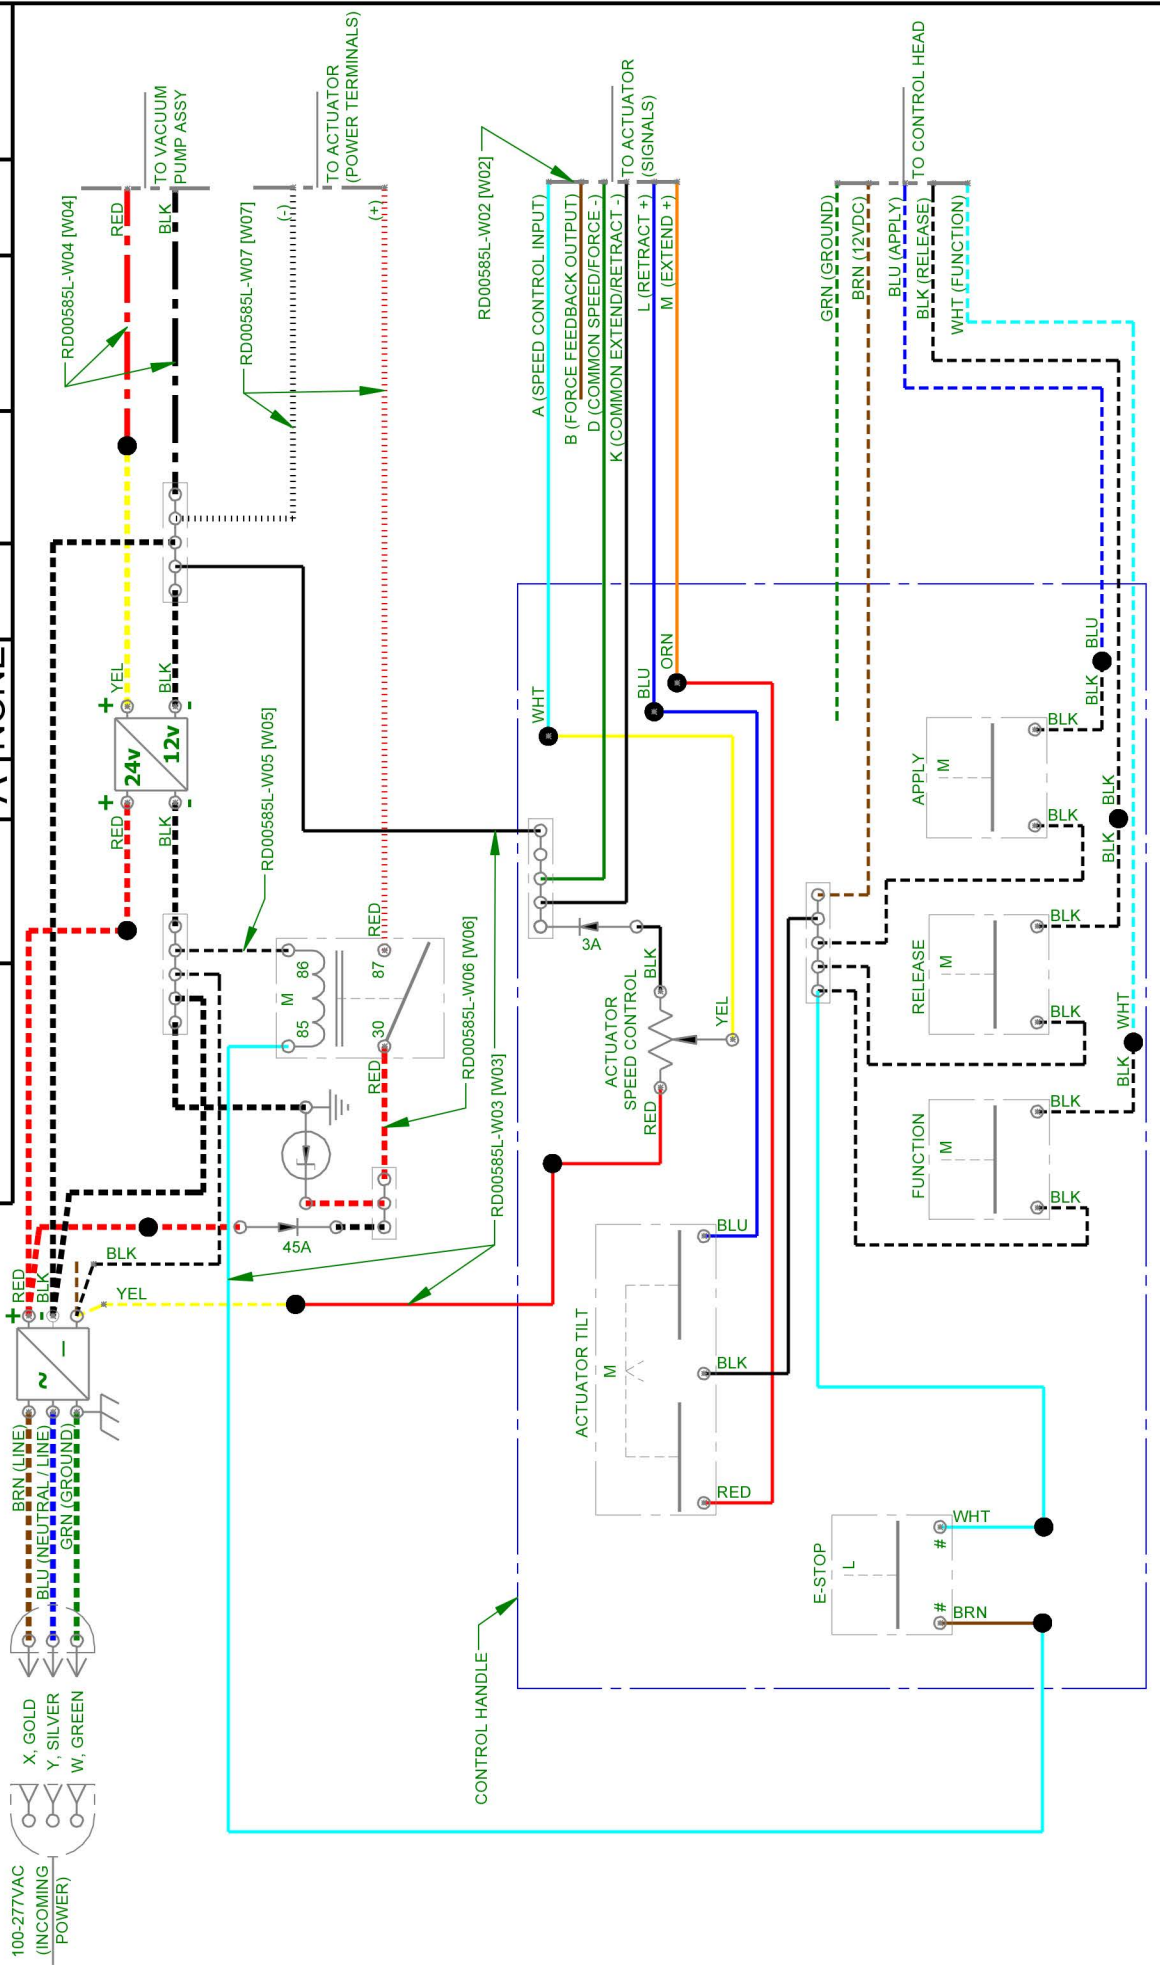 100-277VAC
(INCOMING
POWER)
X, GOLD
Y, SILVER
W, GREEN
BRN (LINE)
BLU (NEUTRAL / LINE)
GRN (GROUND)
~
+
-
RED
BLK
BLK
YEL
45A
RED
BLK
+
-
24v
12v
+
-
YEL
BLK
RD00585L-W04 [W04]
RED
BLK
TO VACUUM
PUMP ASSY
RD00585L-W07 [W07]
(-)
(+)
TO ACTUATOR
(POWER TERMINALS)
RD00585L-W05 [W05]
M
85
86
30
87
RED
RED
RD00585L-W06 [W06]
RD00585L-W03 [W03]
RD00585L-W02 [W02]
A (SPEED CONTROL INPUT)
B (FORCE FEEDBACK OUTPUT)
D (COMMON SPEED/FORCE -)
K (COMMON EXTEND/RETRACT -)
L (RETRACT +)
M (EXTEND +)
TO ACTUATOR
(SIGNALS)
CONTROL HANDLE
WHT
BLU
ORN
3A
ACTUATOR
SPEED CONTROL
RED
BLK
YEL
ACTUATOR TILT
M
RED
BLK
BLU
E-STOP
L
#
#
BRN
WHT
FUNCTION
M
BLK
BLK
BLK
WHT
RELEASE
M
BLK
BLK
BLK
BLK
APPLY
M
BLK
BLK
BLK
BLU
GRN (GROUND)
BRN (12VDC)
BLU (APPLY)
BLK (RELEASE)
WHT (FUNCTION)
TO CONTROL HEAD